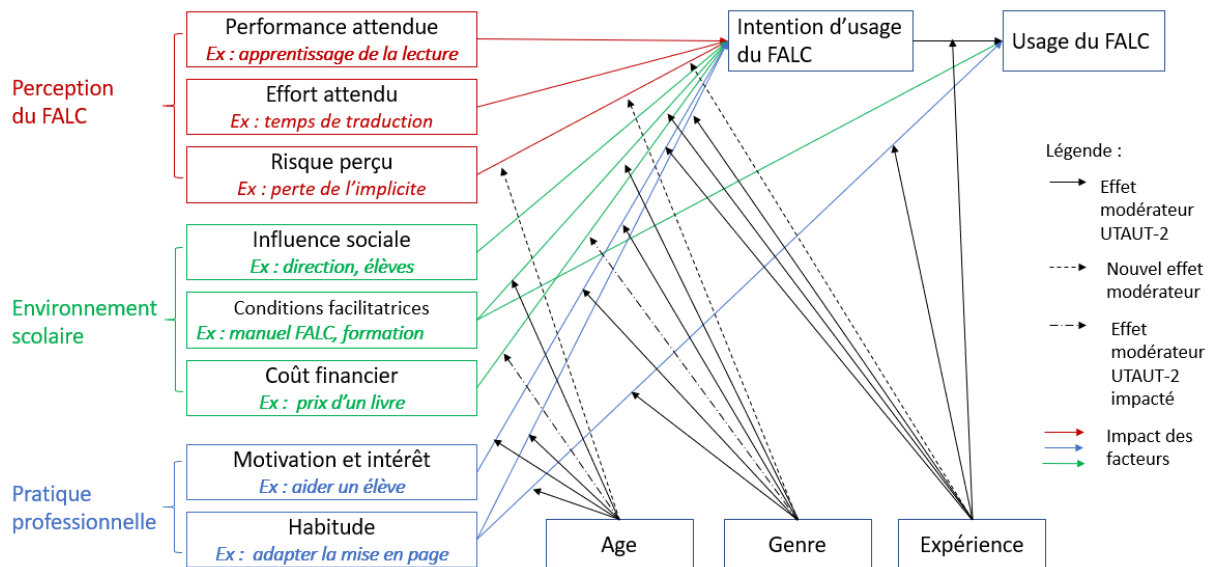 Perception
du FALC
Performance attendue
Ex : apprentissage de la lecture
Effort attendu
Ex : temps de traduction
Risque perçu
Ex : perte de l'implicite
Environnement
scolaire
Influence sociale
Ex : direction, élèves
Conditions facilitatrices
Ex : manuel FALC, formation
Coût financier
Ex : prix d'un livre
Pratique
professionnelle
Motivation et intérêt
Ex : aider un élève
Habitude
Ex : adapter la mise en page
Intention d'usage
du FALC
Usage du FALC
Age
Genre
Expérience
Légende :
Effet
modérateur
UTAUT-2
Nouvel effet
modérateur
Effet
modérateur
UTAUT-2
impacté
Impact des
facteurs